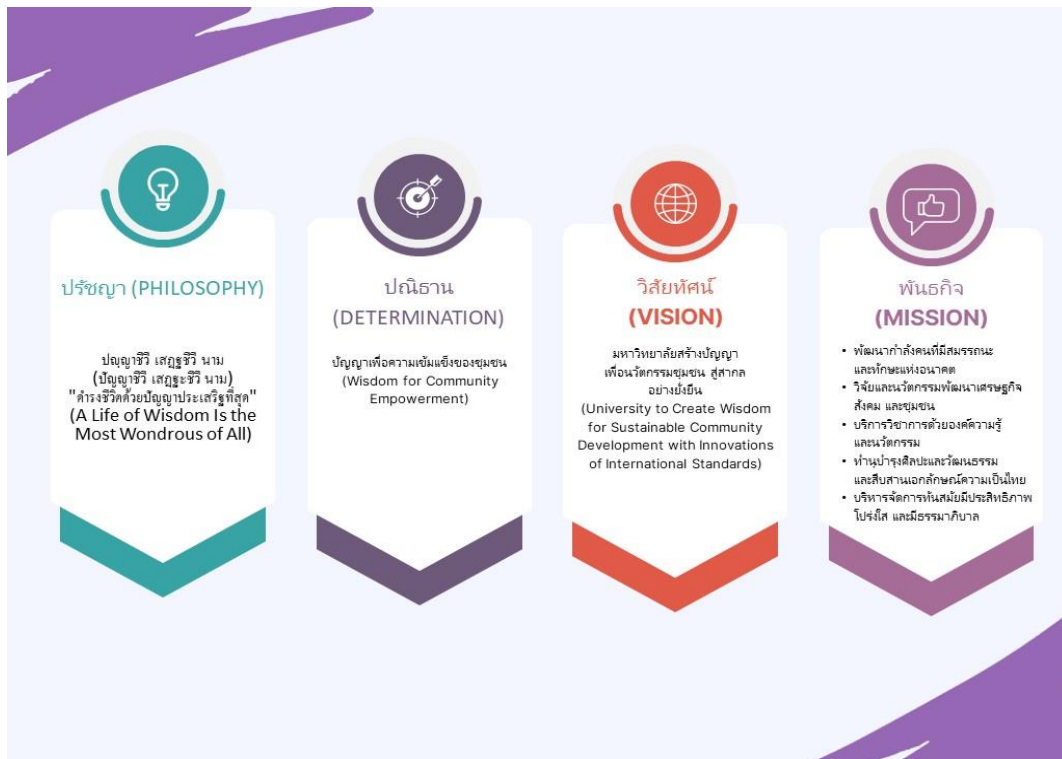 ปรัชญา (PHILOSOPHY)
ปญฺญาชีวี เสฏฺฐชีวี นาม
(ปัญญาชีวี เสฏฐะชีวี นาม)
"ดำรงชีวิตด้วยปัญญาประเสริฐที่สุด"
(A Life of Wisdom Is the
Most Wondrous of All)
ปณิธาน
(DETERMINATION)
ปัญญาเพื่อความเข้มแข็งของชุมชน
(Wisdom for Community
Empowerment)
วิสัยทัศน์
(VISION)
มหาวิทยาลัยสร้างปัญญา
เพื่อนวัตกรรมชุมชน สู่สากล
อย่างยั่งยืน
(University to Create Wisdom
for Sustainable Community
Development with Innovations
of International Standards)
พันธกิจ
(MISSION)
• พัฒนากำลังคนที่มีสมรรถนะ
และทักษะแห่งอนาคต
• วิจัยและนวัตกรรมพัฒนาเศรษฐกิจ
สังคม และชุมชน
• บริการวิชาการด้วยองค์ความรู้
และนวัตกรรม
• ทำนุบำรุงศิลปะและวัฒนธรรม
และสืบสานเอกลักษณ์ความเป็นไทย
• บริหารจัดการทันสมัยมีประสิทธิภาพ
โปร่งใส และมีธรรมาภิบาล